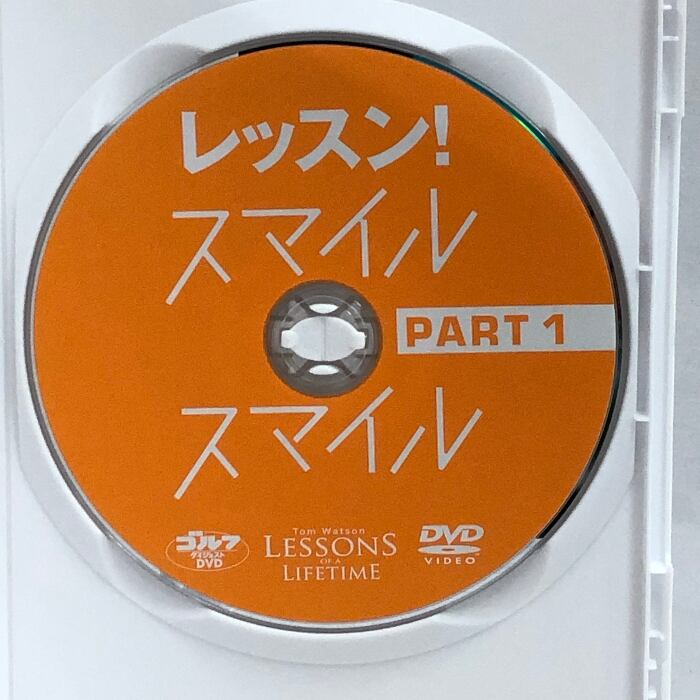 レッスン!
スマイル
PART 1
スマイル
ゴルフ
ダイジェスト
DVD
Tom Watson
LESSONS
OF A
LIFETIME
DVD
VIDEO